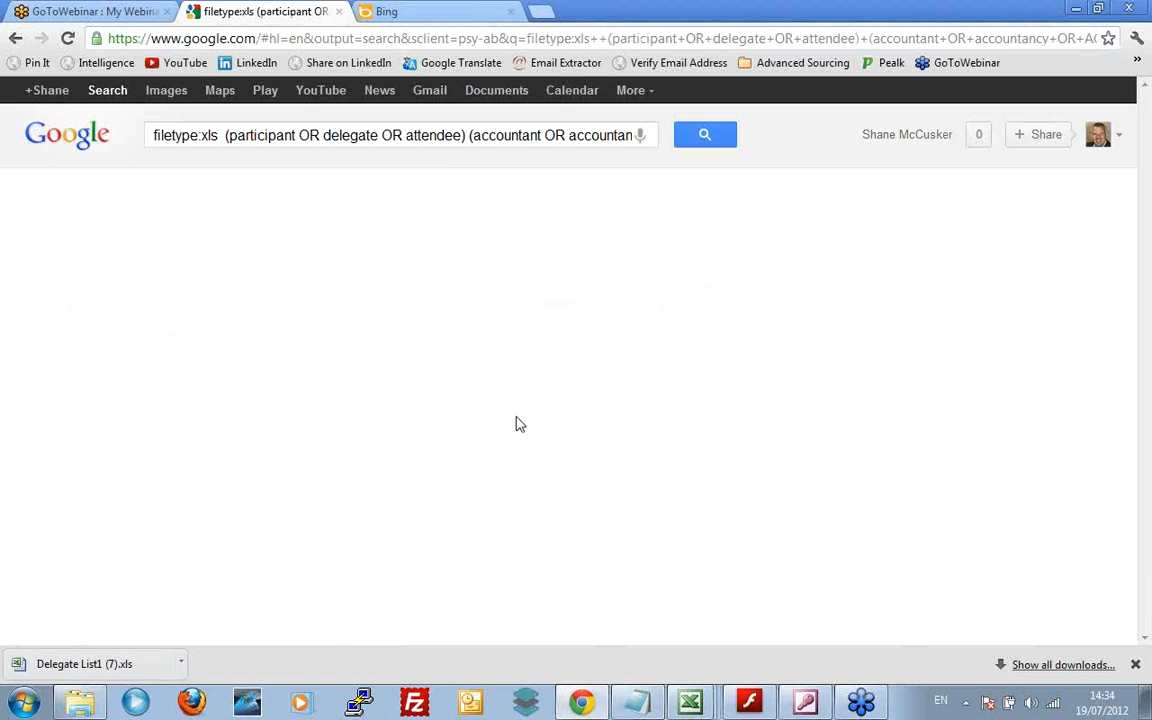 GoToWebinar : My Webina
filetype:xls (participant OR
Bing
https://www.google.com/#hl=en&output=search&sclient=psy-ab&q=filetype:xls++(participant+OR+delegate+OR+attendee)+(accountant+OR+accountancy+OR+AC
Pin It
Intelligence
YouTube
LinkedIn
Share on LinkedIn
Google Translate
Email Extractor
Verify Email Address
Advanced Sourcing
Pealk
GoToWebinar
+Shane
Search
Images
Maps
Play
YouTube
News
Gmail
Documents
Calendar
More
Google
filetype:xls (participant OR delegate OR attendee) (accountant OR accountan
Shane McCusker
0
+ Share
Delegate List1 (7).xls
Show all downloads...
EN
14:34
19/07/2012